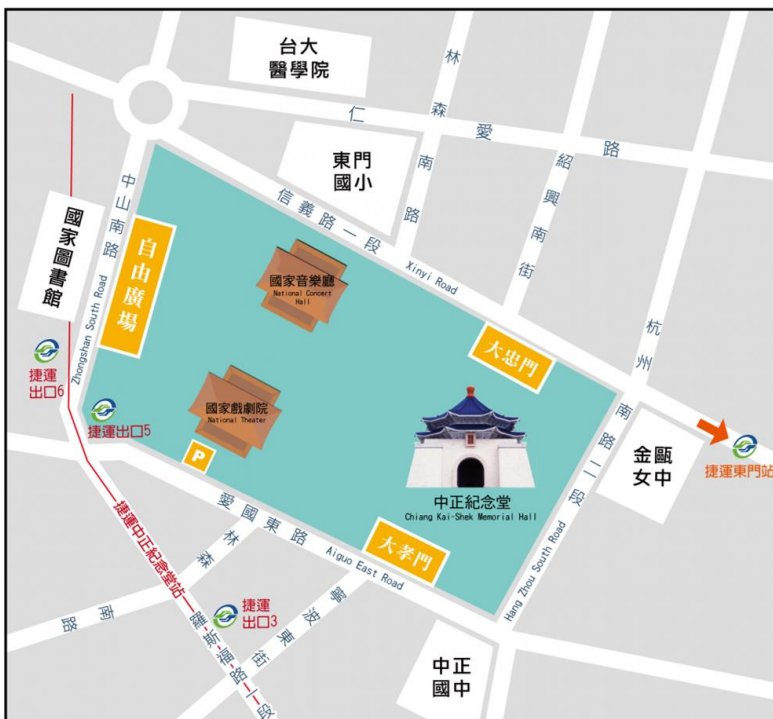 台大
醫學院
仁愛路
林森南路
紹興南街
東門
國小
信義路一段
Xinyi Road
中山南路
Zhongshan South Road
國家圖書館
自由廣場
國家音樂廳
National Concert
Hall
大忠門
杭州南路二段
Hang Zhou South Road
捷運
出口6
捷運出口5
國家戲劇院
National Theater
P
中正紀念堂
Chiang Kai-Shek Memorial Hall
金甌
女中
捷運東門站
愛國東路
Aiguo East Road
大孝門
捷運中正紀念堂站
林森南路
捷運
出口3
羅斯福路一段
寧波東街
中正
國中